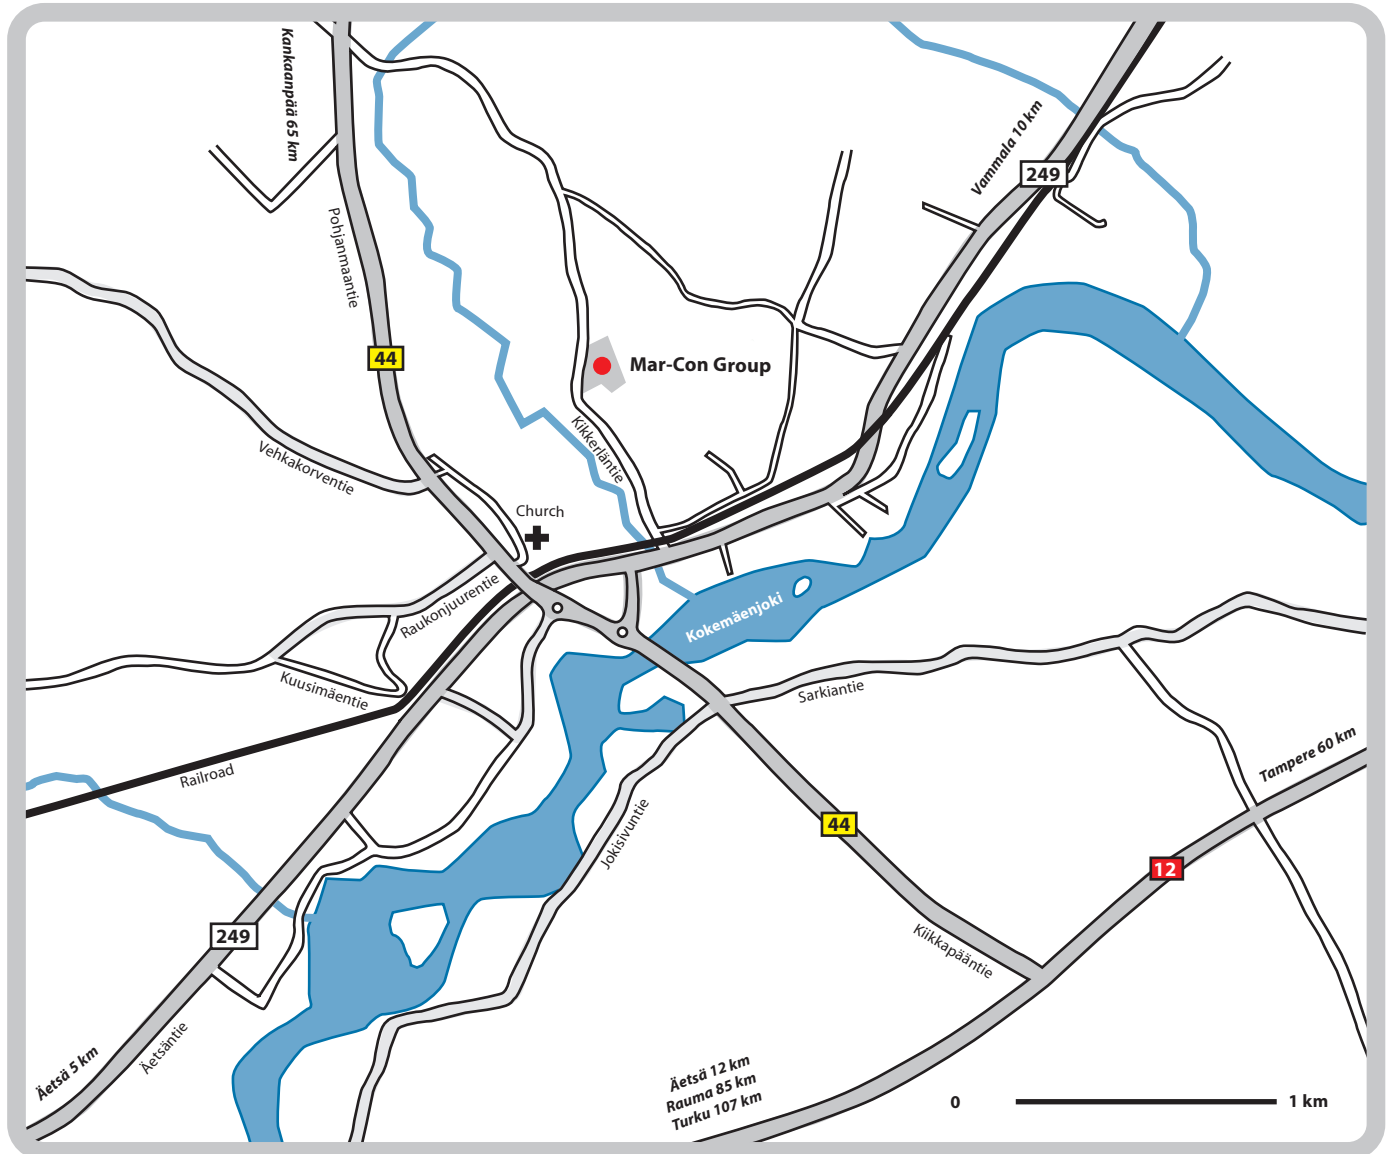 Kankaanpää 65 km
Vammala 10 km
249
Pohjanmaantie
44
Mar-Con Group
Kikkerläntie
Vehkakorventie
Church
Raukonjuurentie
Kokemäenjoki
Kuusimäentie
Sarkiantie
Railroad
Tampere 60 km
Jokisivuntie
44
12
249
Kiikkapääntie
Äetsäntie
Äetsä 5 km
Äetsä 12 km
Rauma 85 km
Turku 107 km
0
1 km